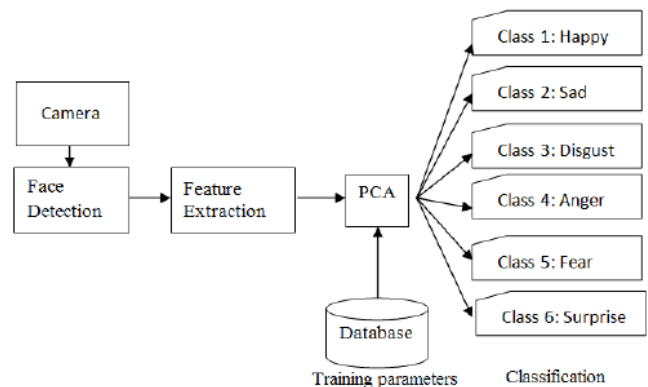 Camera
Face
Detection
Feature
Extraction
PCA
Database
Training parameters
Class 1: Happy
Class 2: Sad
Class 3: Disgust
Class 4: Anger
Class 5: Fear
Class 6: Surprise
Classification